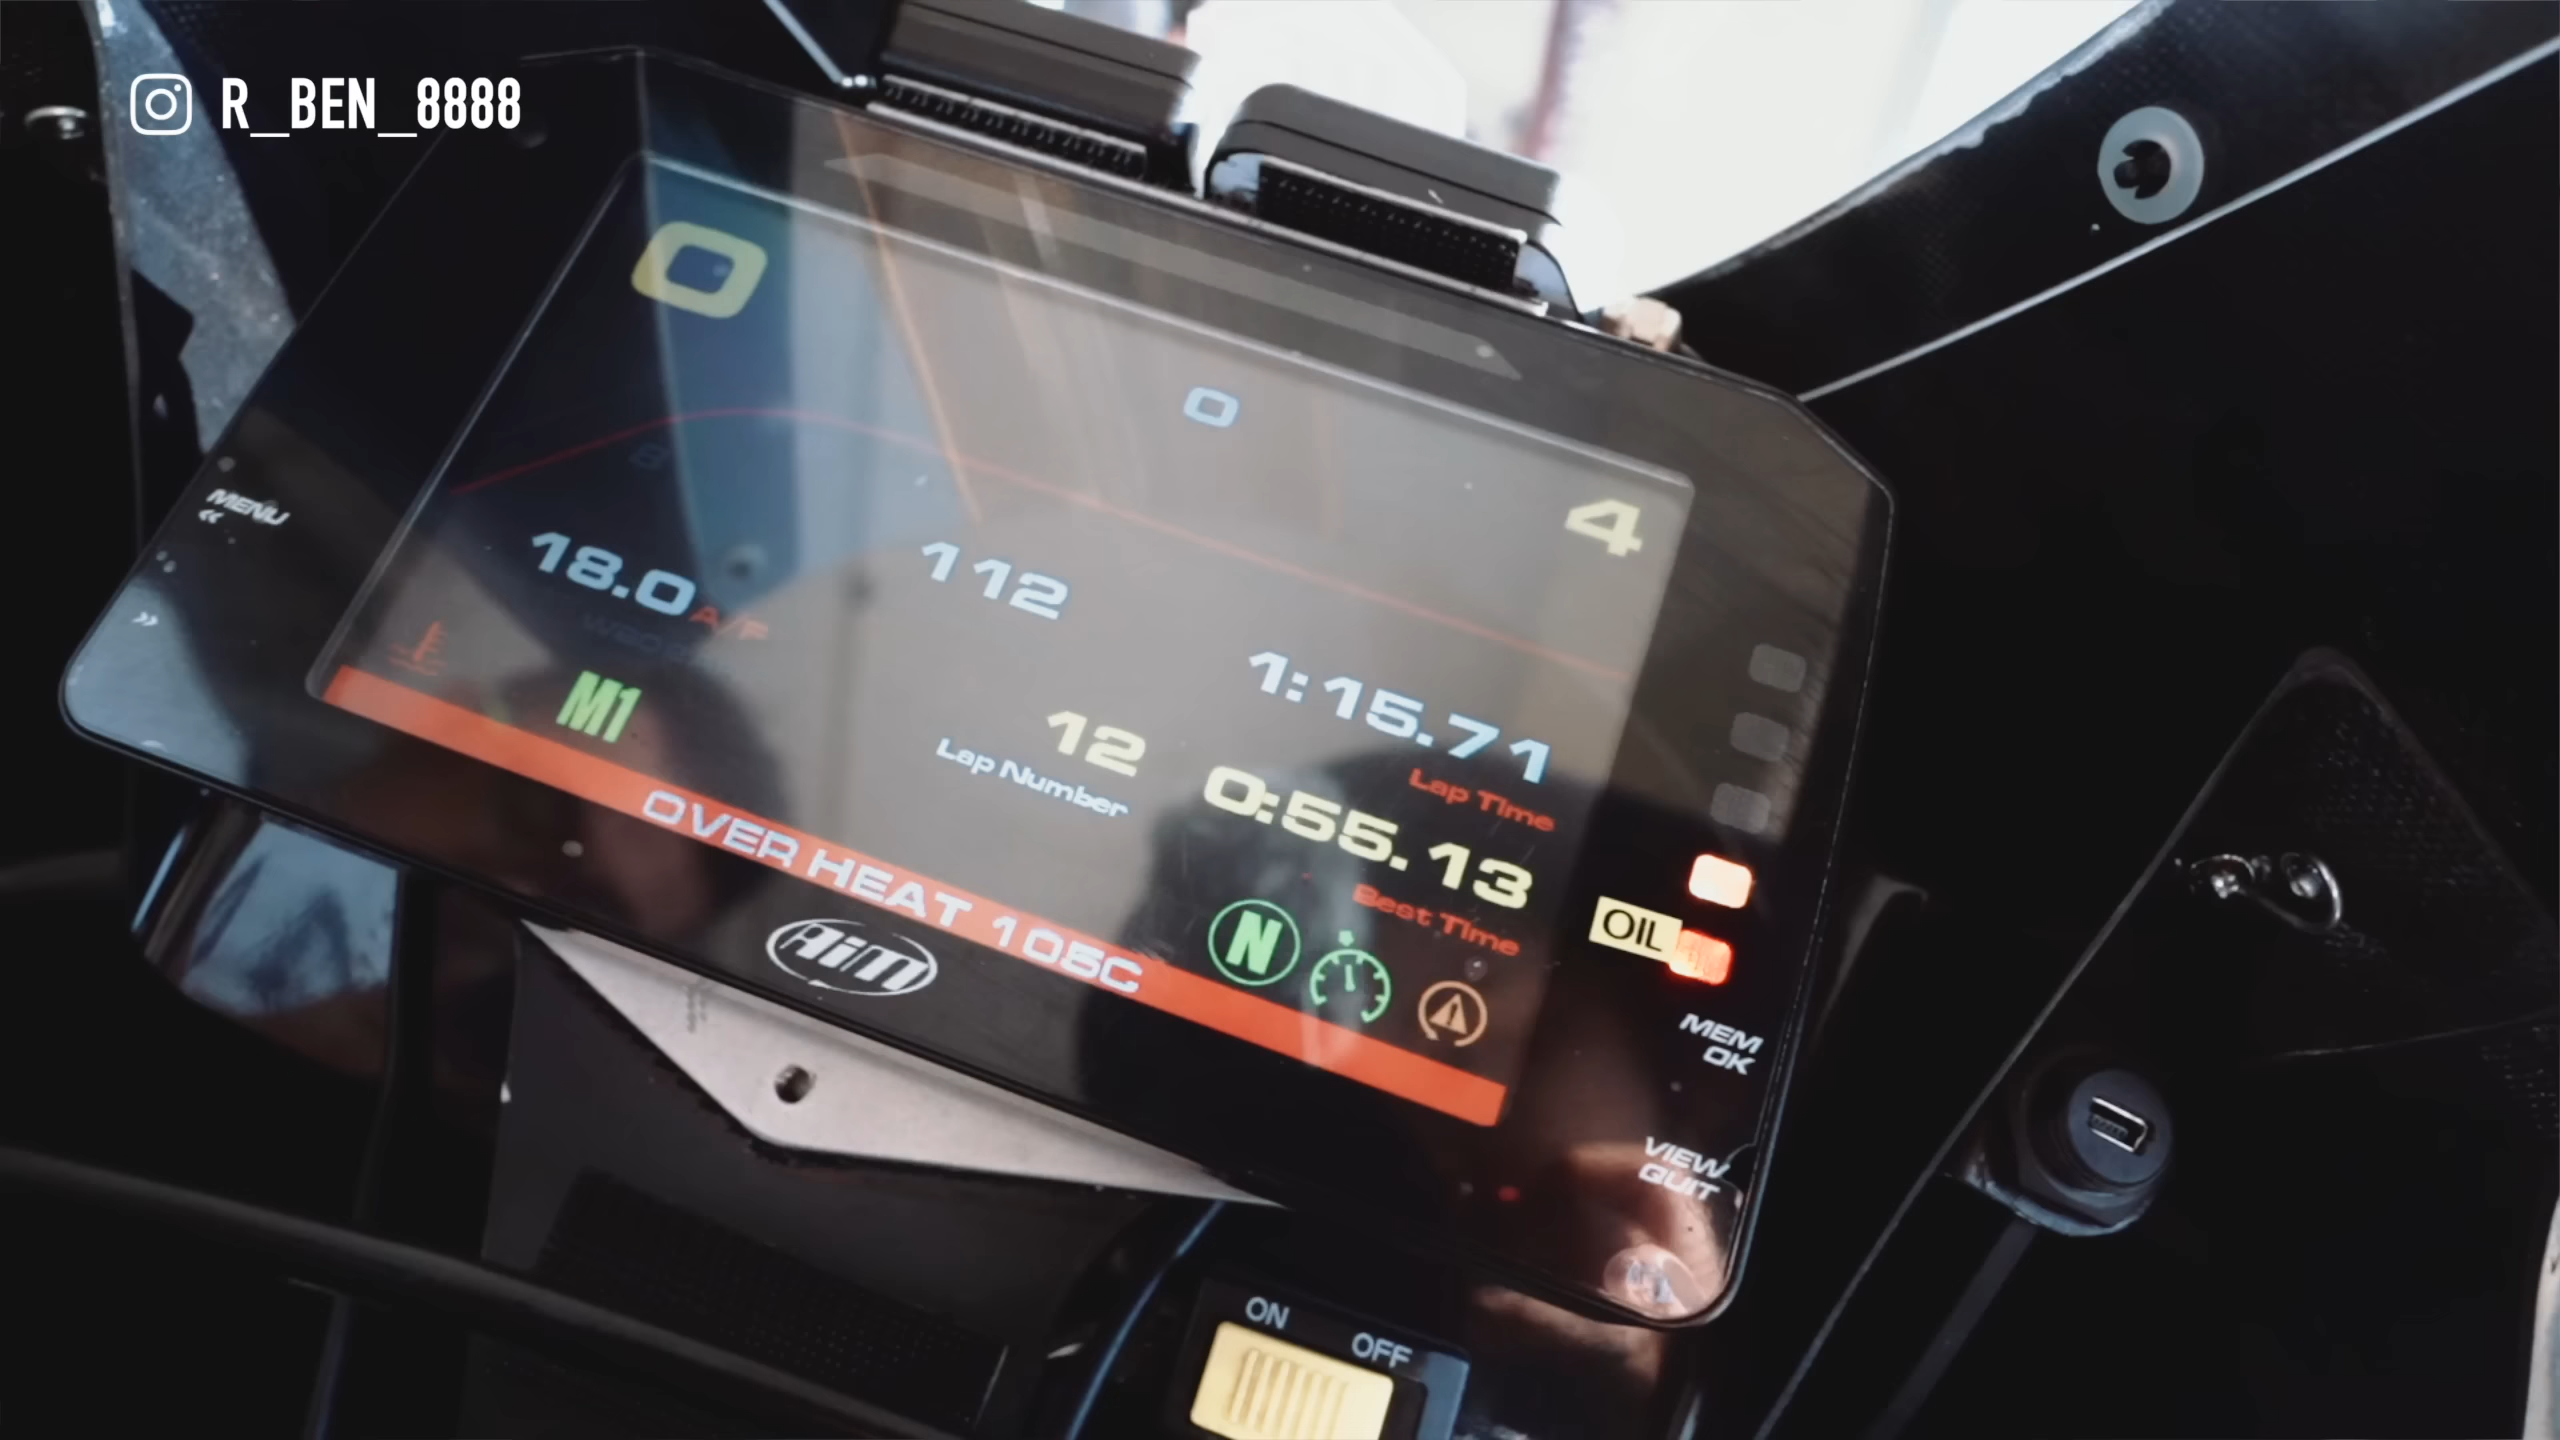 R_BEN_8888
0
0
4
MENU
«
»
18.0 A/F
112
1:15.71
Lap Time
M1
12
Lap Number
0:55.13
Best Time
OVER HEAT 105C
N
AiM
OIL
MEM
OK
VIEW
QUIT
ON
OFF